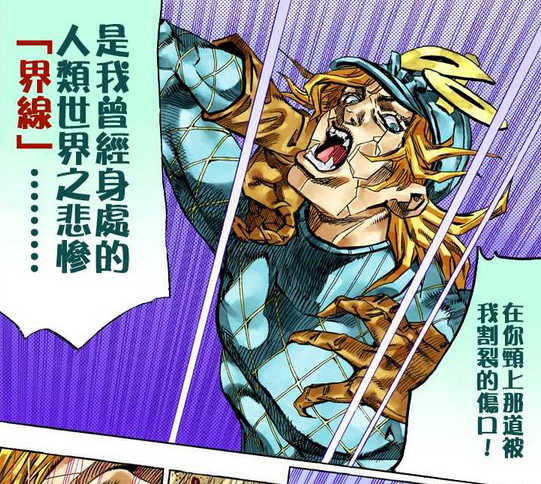 在你頸上那道被
我割裂的傷口！
是我曾經身處的
人類世界之悲慘
「界線」…………